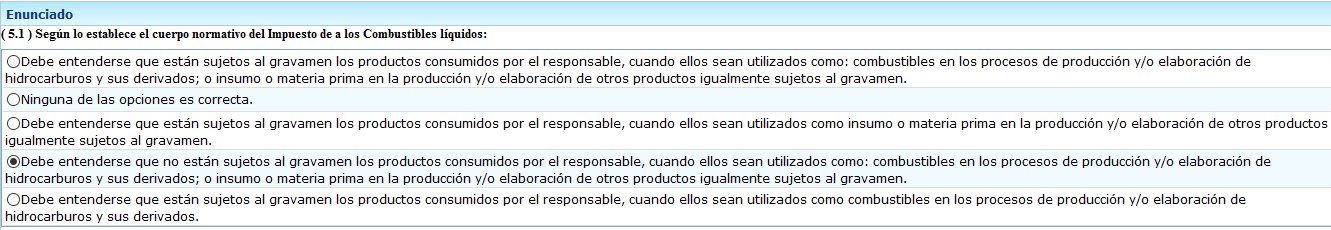 Enunciado
( 5.1 ) Según lo establece el cuerpo normativo del Impuesto de a los Combustibles líquidos:
Debe entenderse que están sujetos al gravamen los productos consumidos por el responsable, cuando ellos sean utilizados como: combustibles en los procesos de producción y/o elaboración de
hidrocarburos y sus derivados; o insumo o materia prima en la producción y/o elaboración de otros productos igualmente sujetos al gravamen.
Ninguna de las opciones es correcta.
Debe entenderse que están sujetos al gravamen los productos consumidos por el responsable, cuando ellos sean utilizados como insumo o materia prima en la producción y/o elaboración de otros productos
igualmente sujetos al gravamen.
Debe entenderse que no están sujetos al gravamen los productos consumidos por el responsable, cuando ellos sean utilizados como: combustibles en los procesos de producción y/o elaboración de
hidrocarburos y sus derivados; o insumo o materia prima en la producción y/o elaboración de otros productos igualmente sujetos al gravamen.
Debe entenderse que están sujetos al gravamen los productos consumidos por el responsable, cuando ellos sean utilizados como combustibles en los procesos de producción y/o elaboración de
hidrocarburos y sus derivados.